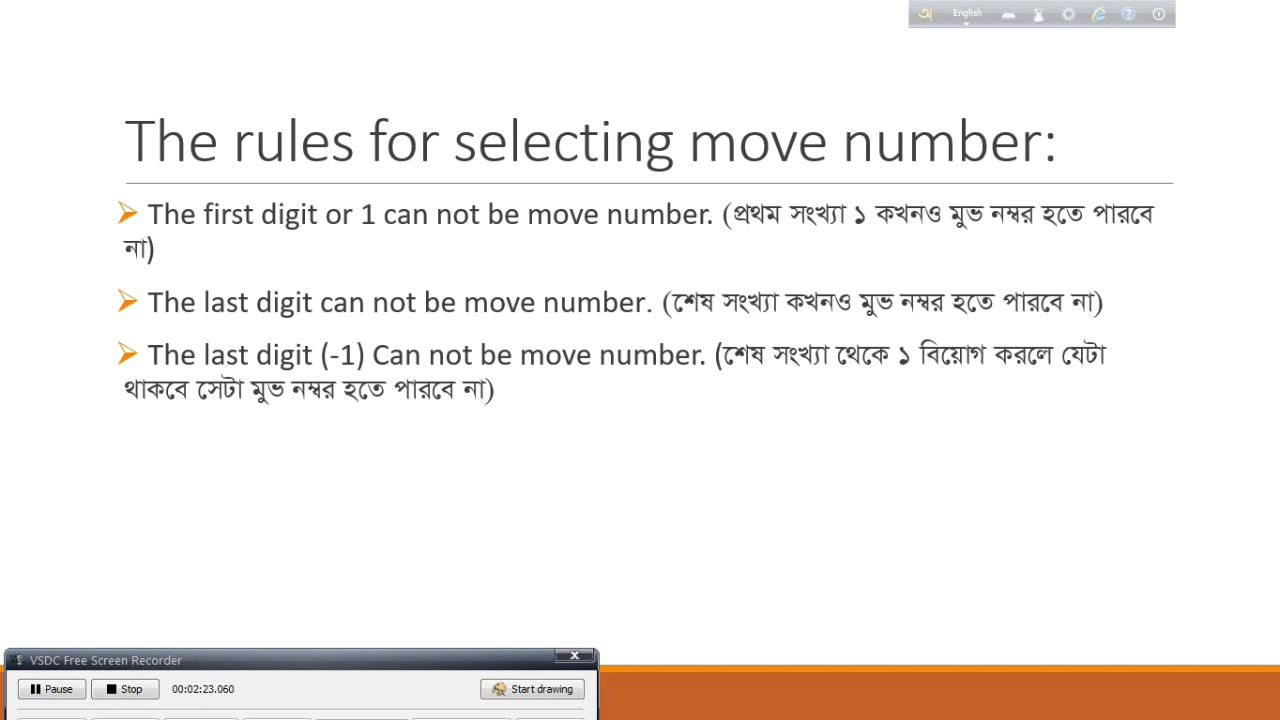 অ English
The rules for selecting move number:
The first digit or 1 can not be move number. (প্রথম সংখ্যা ১ কখনও মুভ নম্বর হতে পারবে
না)
The last digit can not be move number. (শেষ সংখ্যা কখনও মুভ নম্বর হতে পারবে না)
The last digit (-1) Can not be move number. (শেষ সংখ্যা থেকে ১ বিয়োগ করলে যেটা
থাকবে সেটা মুভ নম্বর হতে পারবে না)
VSDC Free Screen Recorder
Pause Stop 00:02:23.060 Start drawing